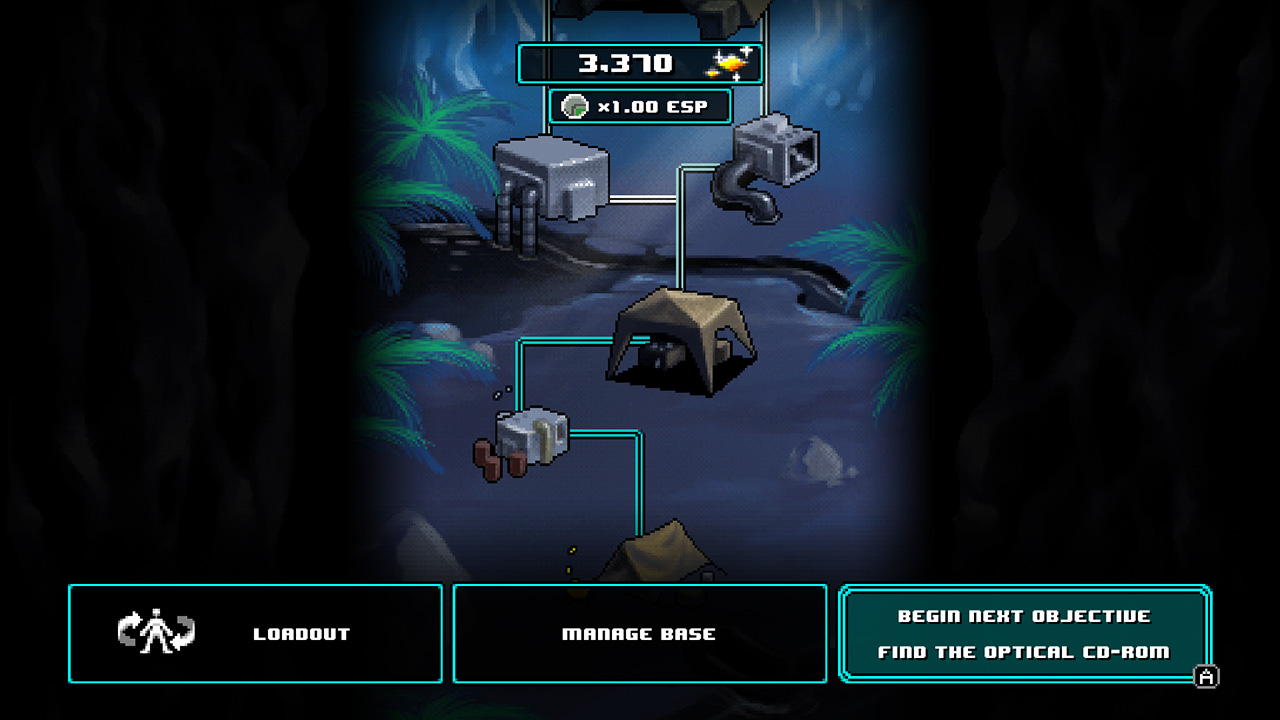 3,370
×1.00 ESP
LOADOUT
MANAGE BASE
BEGIN NEXT OBJECTIVE
FIND THE OPTICAL CD-ROM
A